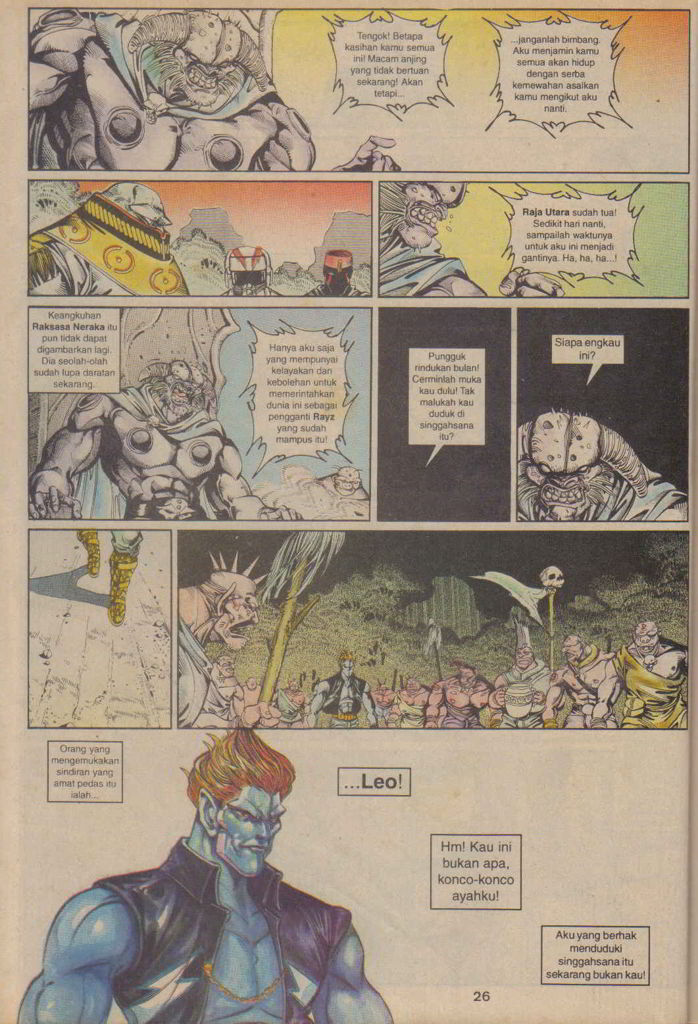 Tengok! Betapa
kasihan kamu semua
ini! Macam anjing
yang tidak bertuan
sekarang! Akan
tetapi...
...janganlah bimbang.
Aku menjamin kamu
semua akan hidup
dengan serba
kemewahan asalkan
kamu mengikut aku
nanti.
Raja Utara sudah tua!
Sedikit hari nanti,
sampailah waktunya
untuk aku ini menjadi
gantinya. Ha, ha, ha...!
Keangkuhan
Raksasa Neraka itu
pun tidak dapat
digambarkan lagi.
Dia seolah-olah
sudah lupa daratan
sekarang.
Hanya aku saja
yang mempunyai
kelayakan dan
kebolehan untuk
memerintahkan
dunia ini sebagai
pengganti Rayz
yang sudah
mampus itu!
Pungguk
rindukan bulan!
Cerminlah muka
kau dulu! Tak
malukah kau
duduk di
singgahsana
itu?
Siapa engkau
ini?
Orang yang
mengemukakan
sindiran yang
amat pedas itu
ialah...
...Leo!
Hm! Kau ini
bukan apa,
konco-konco
ayahku!
Aku yang berhak
menduduki
singgahsana itu
sekarang bukan kau!
26